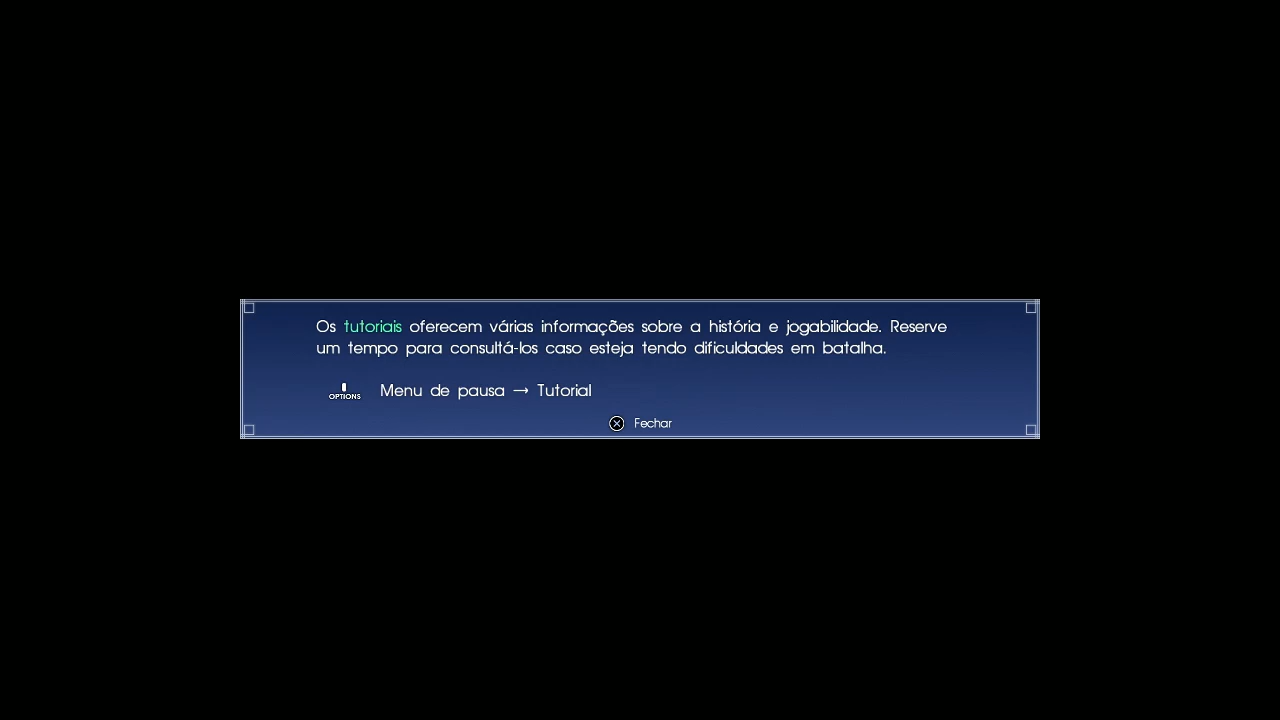 Os tutoriais oferecem várias informações sobre a história e jogabilidade. Reserve
um tempo para consultá-los caso esteja tendo dificuldades em batalha.
OPTIONS Menu de pausa → Tutorial
Fechar